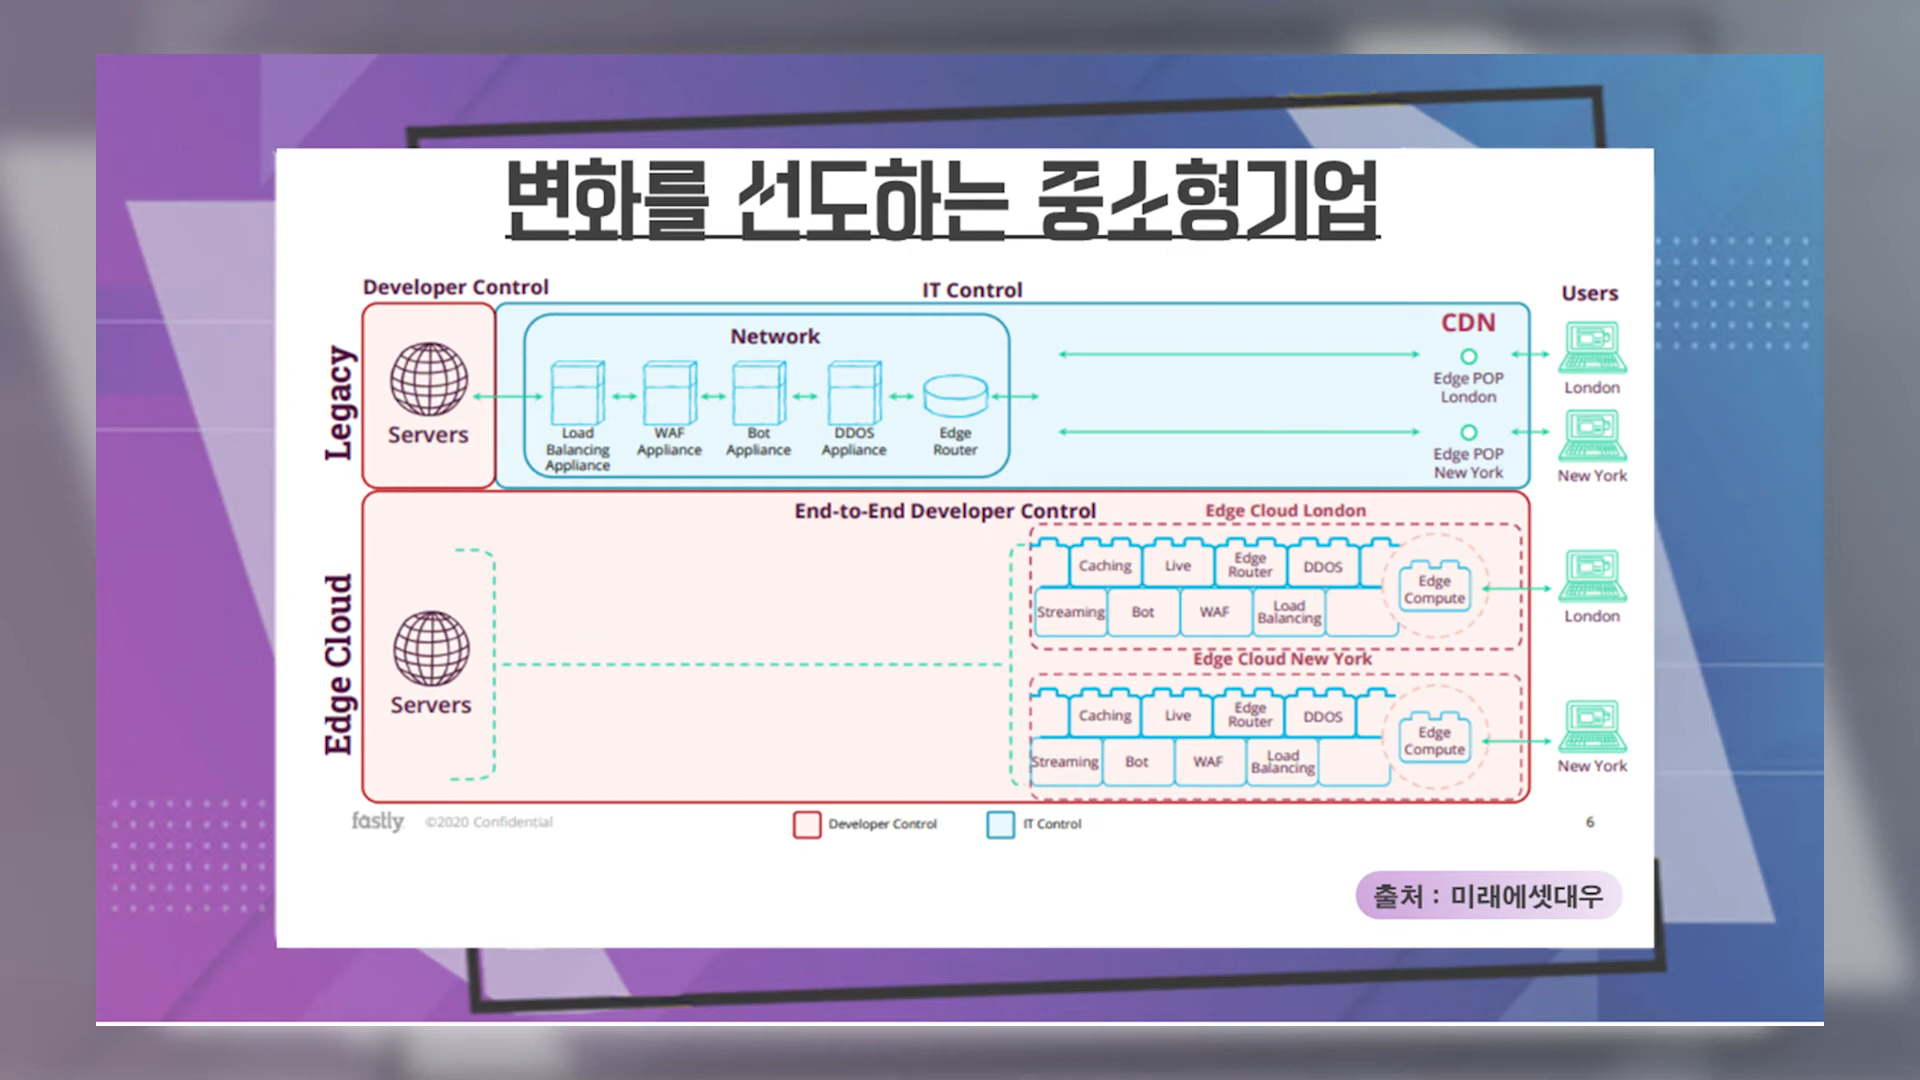 변화를 선도하는 중소형기업
Developer Control
IT Control
Users
Legacy
Servers
Network
Load
Balancing
Appliance
WAF
Appliance
Bot
Appliance
DDOS
Appliance
Edge
Router
CDN
Edge POP
London
Edge POP
New York
London
New York
Edge Cloud
Servers
End-to-End Developer Control
Edge Cloud London
Caching
Live
Edge
Router
DDOS
Streaming
Bot
WAF
Load
Balancing
Edge
Compute
London
Edge Cloud New York
Caching
Live
Edge
Router
DDOS
Streaming
Bot
WAF
Load
Balancing
Edge
Compute
New York
fastly ©2020 Confidential
Developer Control
IT Control
6
출처 : 미래에셋대우